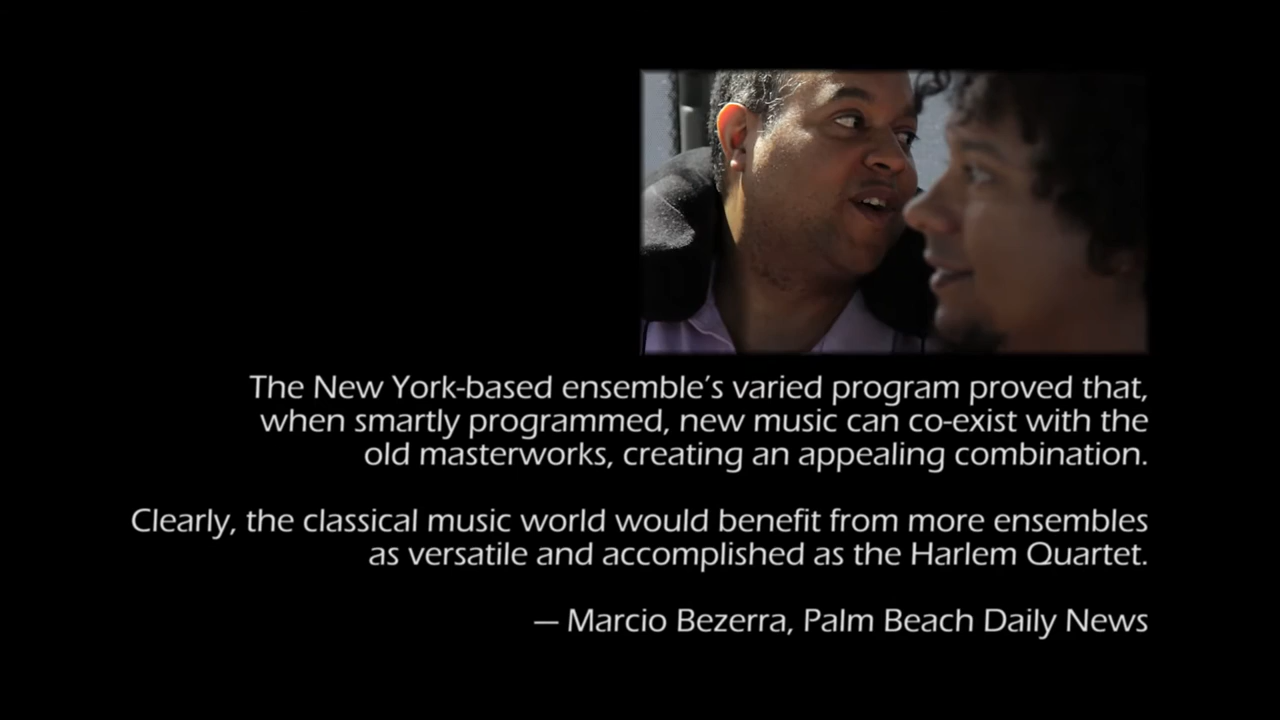 The New York-based ensemble’s varied program proved that,
when smartly programmed, new music can co-exist with the
old masterworks, creating an appealing combination.
Clearly, the classical music world would benefit from more ensembles
as versatile and accomplished as the Harlem Quartet.
— Marcio Bezerra, Palm Beach Daily News